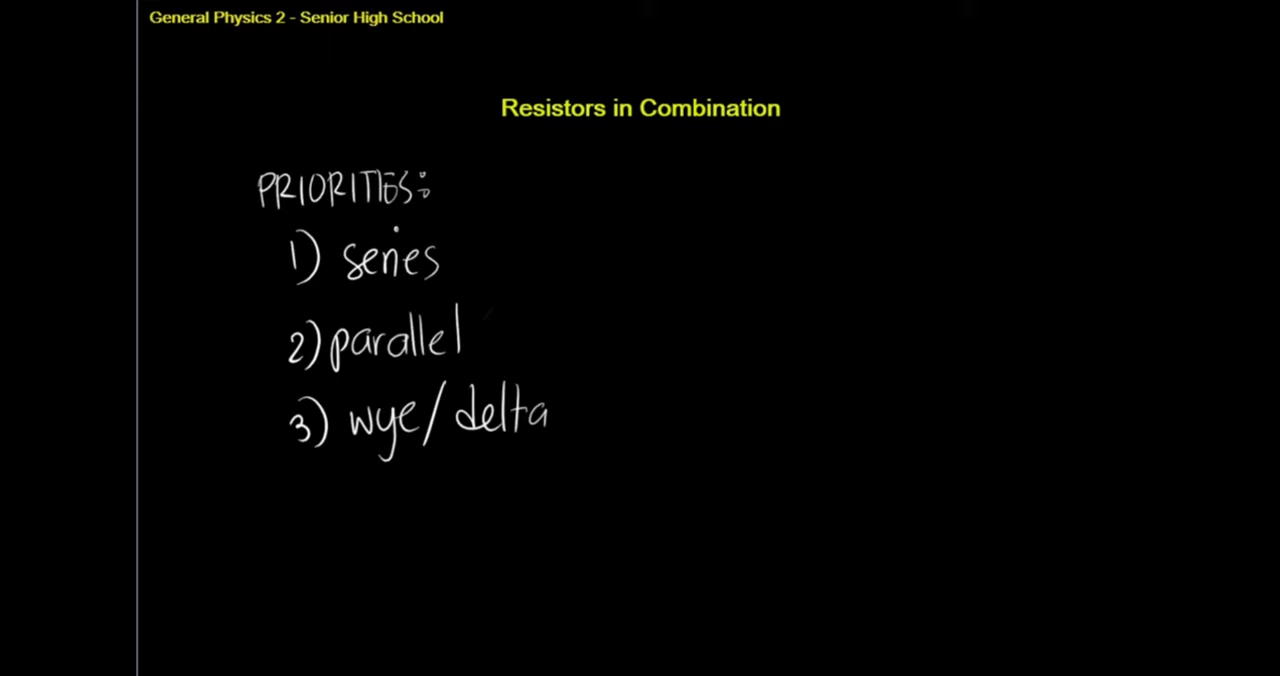 General Physics 2 - Senior High School
Resistors in Combination
PRIORITIES:
1) series
2) parallel
3) wye/delta